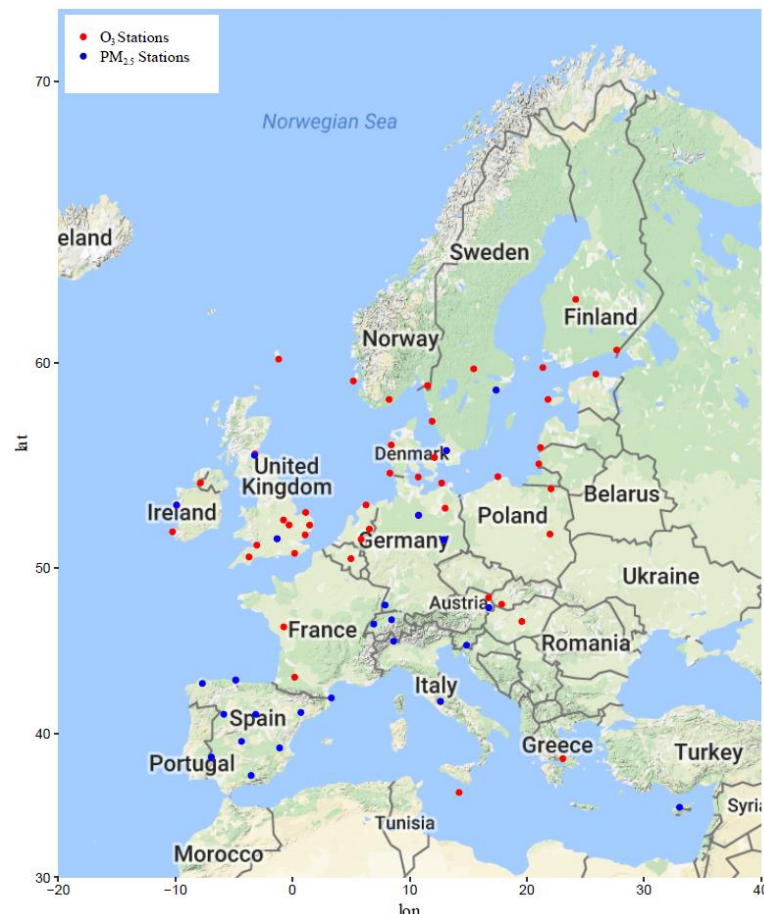 O₃ Stations
PM₂.₅ Stations
70
Norwegian Sea
eland
Sweden
Finland
Norway
60
lat
United
Kingdom
Denmark
Ireland
Belarus
Poland
Germany
50
Ukraine
Austria
France
Romania
Italy
Spain
40
Greece
Turkey
Portugal
Syria
Tunisia
Morocco
30
-20 -10 0 10 20 30 40
lon